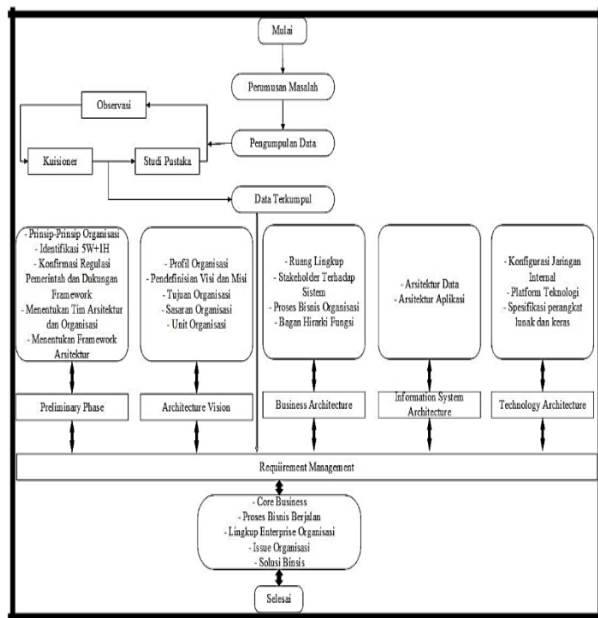 Mulai
Perumusan Masalah
Observasi
Pengumpulan Data
Kuisioner
Studi Pustaka
Data Terkumpul
- Prinsip-Prinsip Organisasi
- Identifikasi 5W+1H
- Konfirmasi Regulasi
Pemerintah dan Dukungan
Framework
- Menentukan Tim Arsitektur
dan Organisasi
- Menentukan Framework
Arsitektur
- Profil Organisasi
- Pendefinisian Visi dan Misi
- Tujuan Organisasi
- Sasaran Organisasi
- Unit Organisasi
- Ruang Lingkup
- Stakeholder Terhadap
Sistem
- Proses Bisnis Organisasi
- Bagan Hirarki Fungsi
- Arsitektur Data
- Arsitektur Aplikasi
- Konfigurasi Jaringan
Internal
- Platform Teknologi
- Spesifikasi perangkat
lunak dan keras
Preliminary Phase
Architecture Vision
Business Architecture
Information System
Architecture
Technology Architecture
Requiirement Management
- Core Business
- Proses Bisnis Berjalan
- Lingkup Enterprise Organisasi
- Issue Organisasi
- Solusi Binsis
Selesai